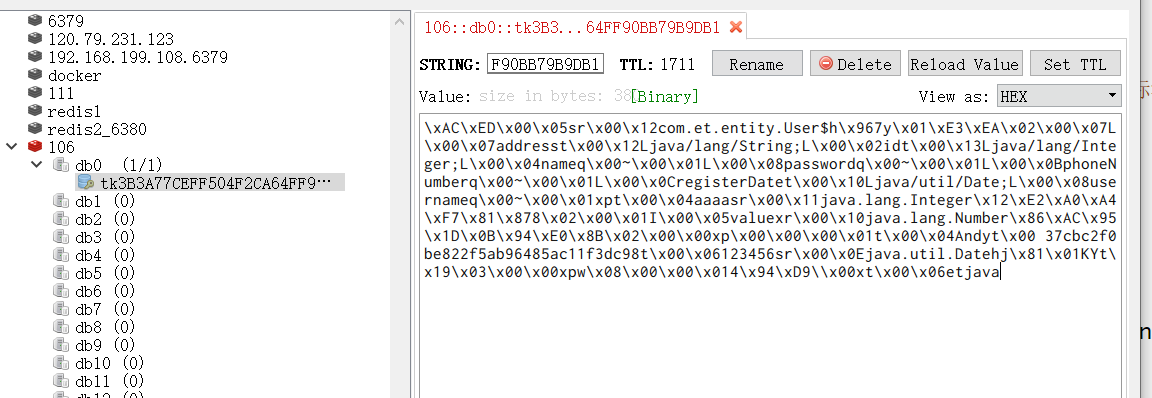 6379
120.79.231.123
192.168.199.108.6379
docker
111
redis1
redis2_6380
106
db0 (1/1)
tk3B3A77CEFF504F2CA64FF9…
db1 (0)
db2 (0)
db3 (0)
db4 (0)
db5 (0)
db6 (0)
db7 (0)
db8 (0)
db9 (0)
db10 (0)
db11 (0)
106::db0::tk3B3...64FF90BB79B9DB1
STRING: F90BB79B9DB1 TTL: 1711 Rename Delete Reload Value Set TTL
Value: size in bytes: 38 [Binary] View as: HEX
\xAC\xED\x00\x05sr\x00\x12com.et.entity.User$h\x967y\x01\xE3\xEA\x02\x00\x07L
\x00\x07addresst\x00\x12Ljava/lang/String;L\x00\x02idt\x00\x13Ljava/lang/Inte
ger;L\x00\x04nameq\x00~\x00\x01L\x00\x08passwordq\x00~\x00\x01L\x00\x0BphoneN
umberq\x00~\x00\x01L\x00\x0CregisterDatet\x00\x10Ljava/util/Date;L\x00\x08use
rnameq\x00~\x00\x01xpt\x00\x04aaaasr\x00\x11java.lang.Integer\x12\xE2\xA0\xA4
\xF7\x81\x878\x02\x00\x01I\x00\x05valuexr\x00\x10java.lang.Number\x86\xAC\x95
\x1D\x0B\x94\xE0\x8B\x02\x00\x00xp\x00\x00\x00\x01t\x00\x04Andyt\x00 37cbc2f0
be822f5ab96485ac11f3dc98t\x00\x06123456sr\x00\x0Ejava.util.Datehj\x81\x01KYt
\x19\x03\x00\x00xpw\x08\x00\x00\x014\x94\xD9\\x00xt\x00\x06etjava